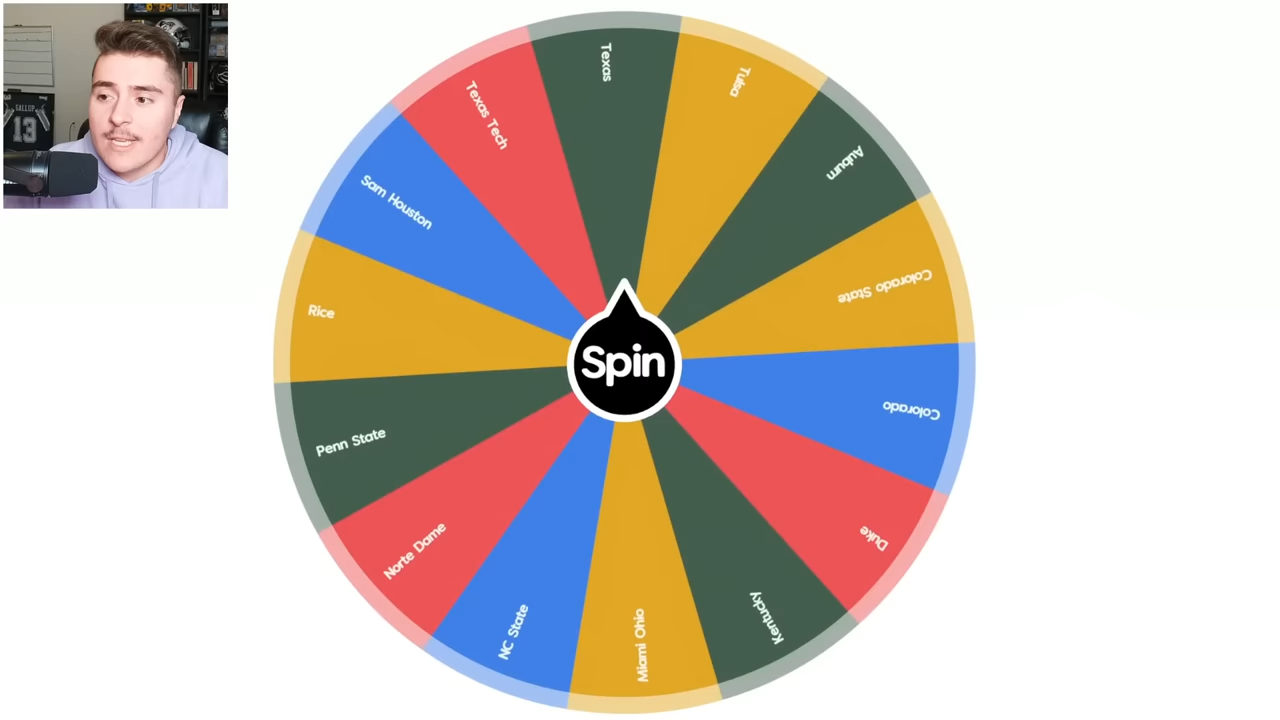 GALLUP
13
Texas
Tulsa
Auburn
Colorado State
Colorado
Duke
Kentucky
Miami Ohio
NC State
Norte Dame
Penn State
Rice
Sam Houston
Texas Tech
Spin